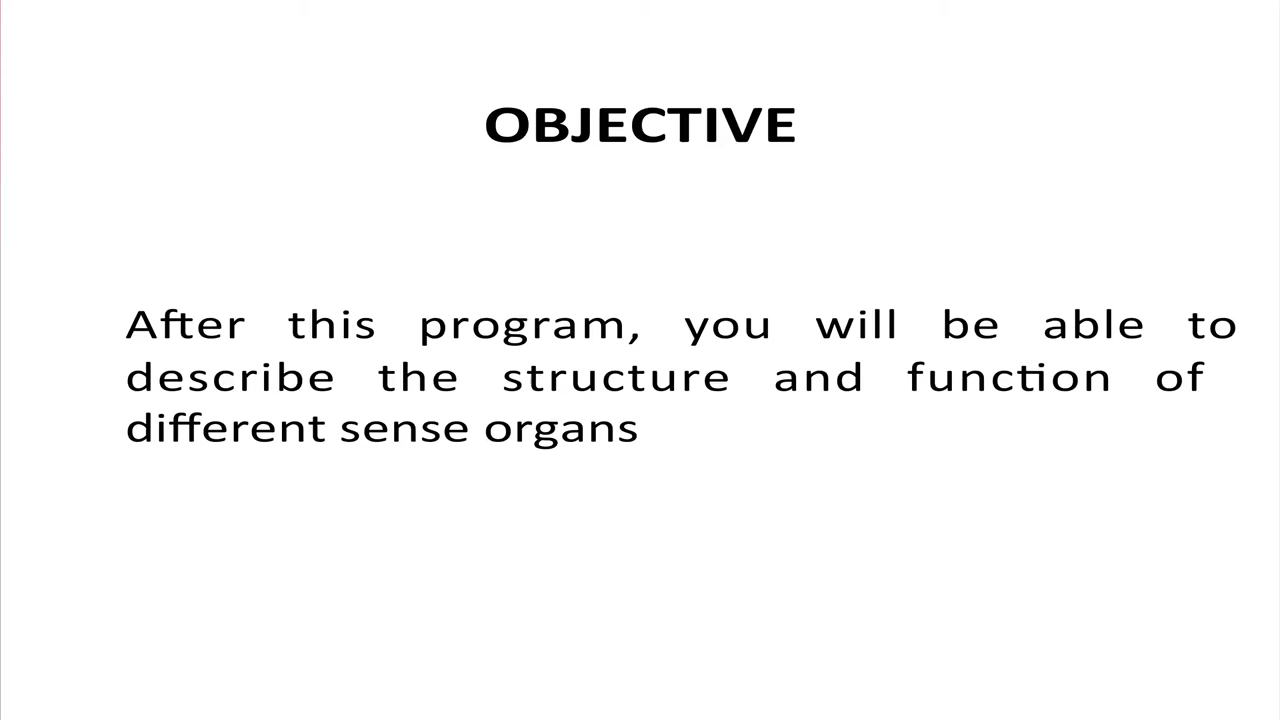 OBJECTIVE
After this program, you will be able to
describe the structure and function of
different sense organs